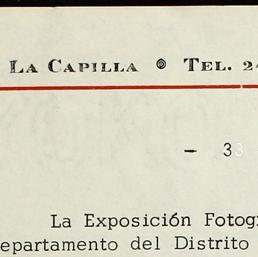 La Capilla ● Tel. 2
- 3
La Exposición Fotog
epartamento del Distrito